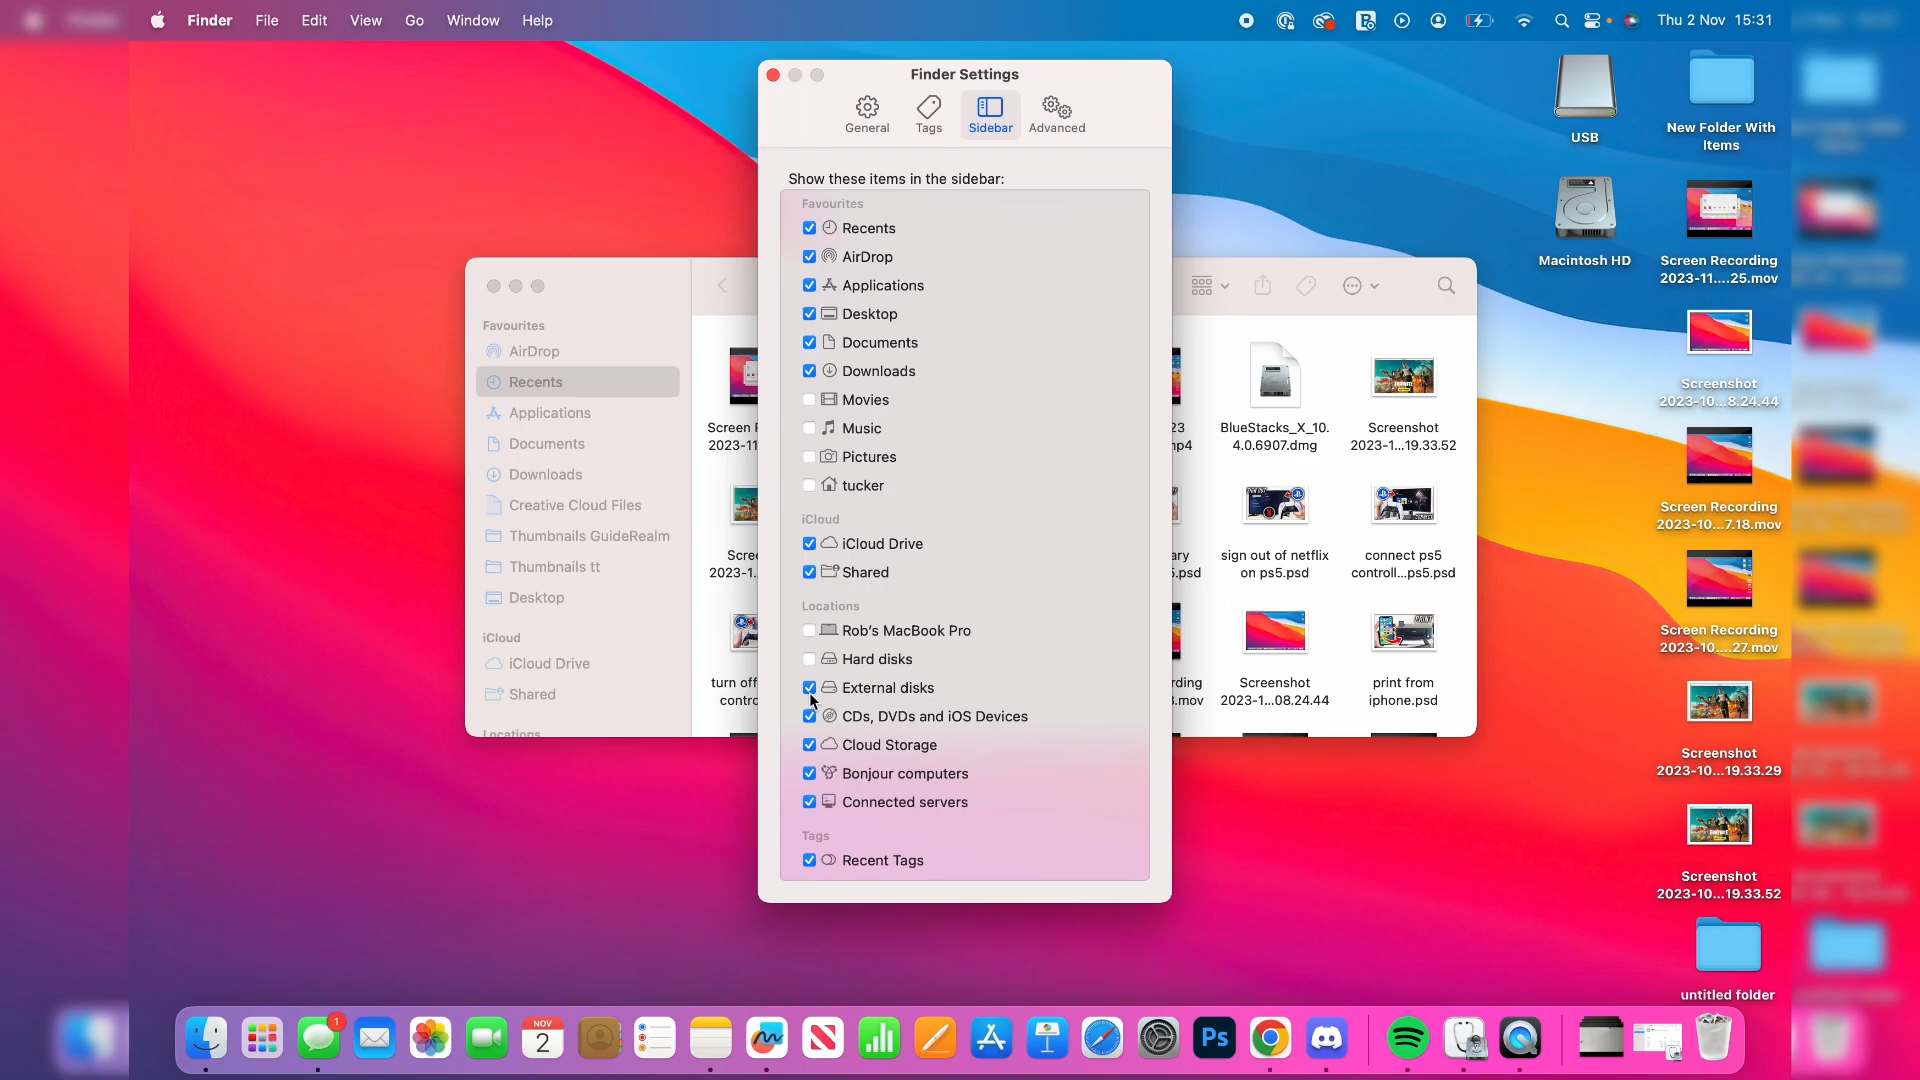 Finder File Edit View Go Window Help
Thu 2 Nov 15:31
Finder Settings
General Tags Sidebar Advanced
Show these items in the sidebar:
Favourites
Recents
AirDrop
Applications
Desktop
Documents
Downloads
Movies
Music
Pictures
tucker
iCloud
iCloud Drive
Shared
Locations
Rob's MacBook Pro
Hard disks
External disks
CDs, DVDs and iOS Devices
Cloud Storage
Bonjour computers
Connected servers
Tags
Recent Tags
Favourites
AirDrop
Recents
Applications
Documents
Downloads
Creative Cloud Files
Thumbnails GuideRealm
Thumbnails tt
Desktop
iCloud
iCloud Drive
Shared
Locations
BlueStacks_X_10.
4.0.6907.dmg
Screenshot
2023-1...19.33.52
sign out of netflix
on ps5.psd
connect ps5
controll...ps5.psd
Screenshot
2023-1...08.24.44
print from
iphone.psd
turn off
USB
New Folder With
Items
Macintosh HD
Screen Recording
2023-11....25.mov
Screenshot
2023-10...8.24.44
Screen Recording
2023-10...7.18.mov
Screen Recording
2023-10....27.mov
Screenshot
2023-10...19.33.29
Screenshot
2023-10...19.33.52
untitled folder
1
NOV
2
Ps